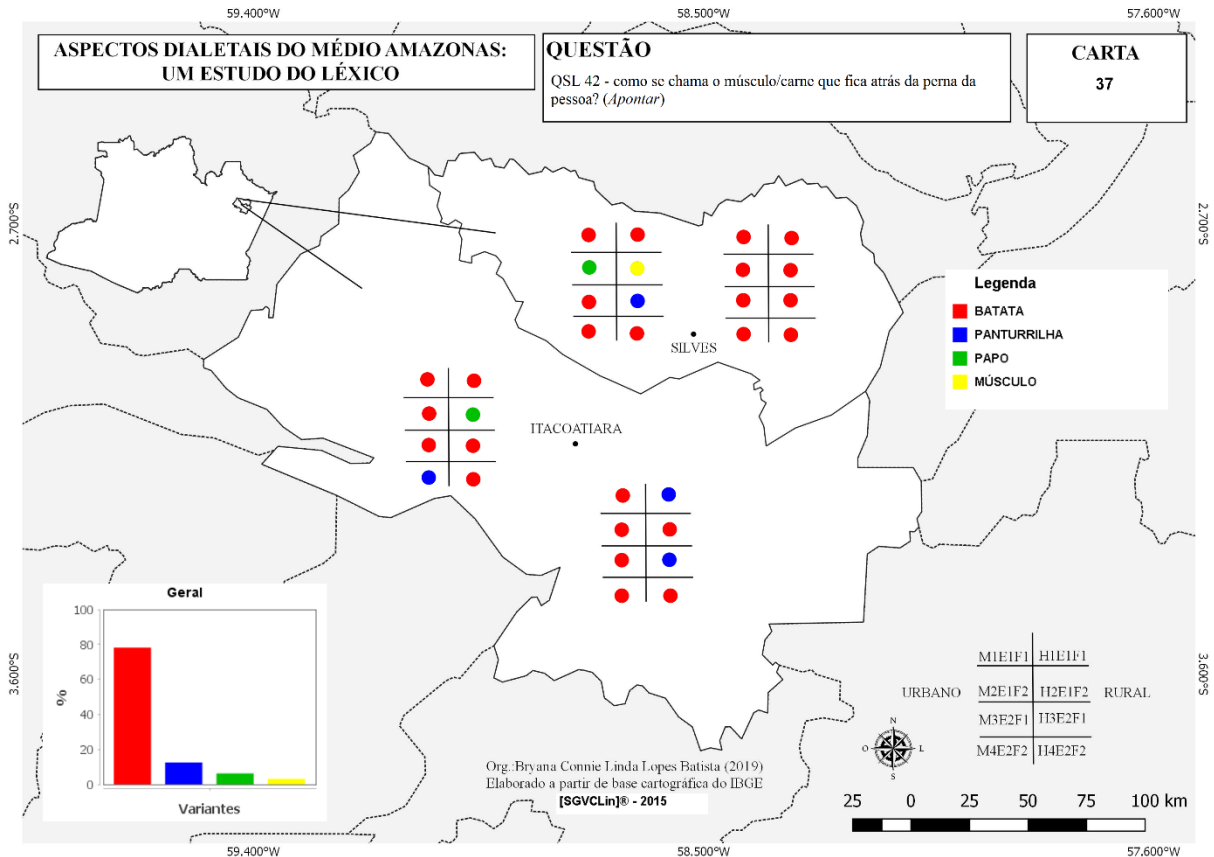 59.400°W
58.500°W
57.600°W
ASPECTOS DIALETAIS DO MÉDIO AMAZONAS:
UM ESTUDO DO LÉXICO
QUESTÃO
QSL 42 - como se chama o músculo/carne que fica atrás da perna da
pessoa? (Apontar)
CARTA
37
2.700°S
2.700°S
Legenda
BATATA
PANTURRILHA
PAPO
MÚSCULO
SILVES
ITACOATIARA
Geral
100
80
60
40
20
0
%
Variantes
3.600°S
3.600°S
M1E1F1
H1E1F1
URBANO
M2E1F2
H2E1F2
RURAL
M3E2F1
H3E2F1
M4E2F2
H4E2F2
N
O
L
S
Org.:Bryana Connie Linda Lopes Batista (2019)
Elaborado a partir de base cartográfica do IBGE
[SGVCLin]® - 2015
25 0 25 50 75 100 km
59.400°W
58.500°W
57.600°W